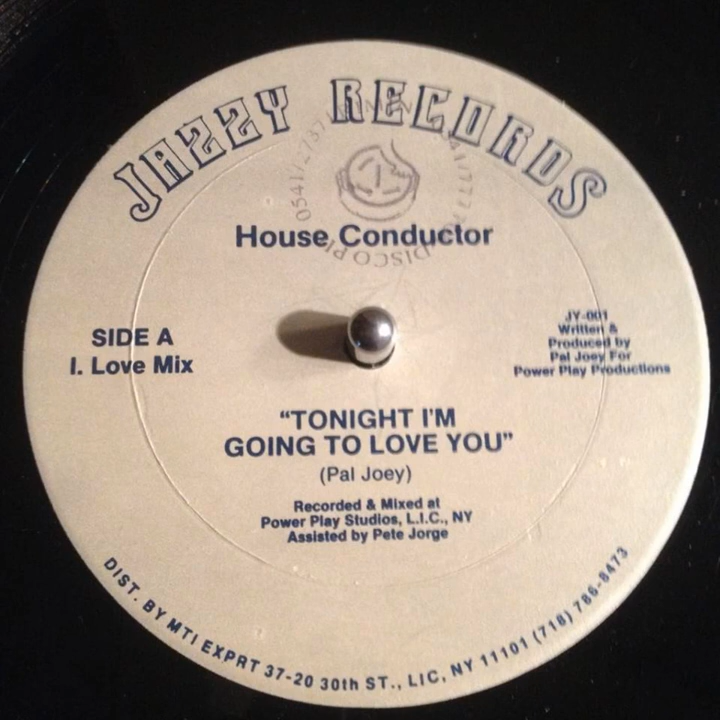 JAZZY RECORDS
House Conductor
SIDE A
I. Love Mix
JY-001
Written &
Produced by
Pal Joey For
Power Play Productions
"TONIGHT I'M
GOING TO LOVE YOU"
(Pal Joey)
Recorded & Mixed at
Power Play Studios, L.I.C., NY
Assisted by Pete Jorge
DIST. BY MTI EXPRT 37-20 30th ST., LIC, NY 11101 (718) 786-8473